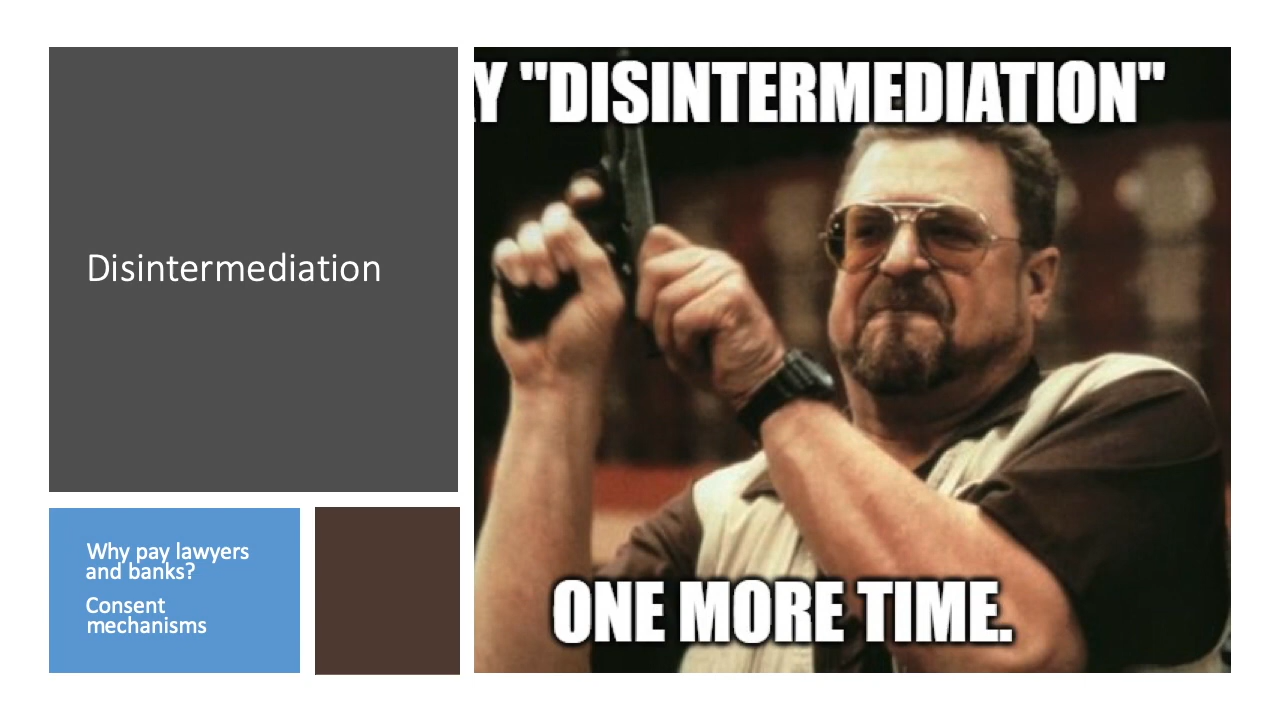 Disintermediation
Why pay lawyers
and banks?
Consent
mechanisms
Y "DISINTERMEDIATION"
ONE MORE TIME.